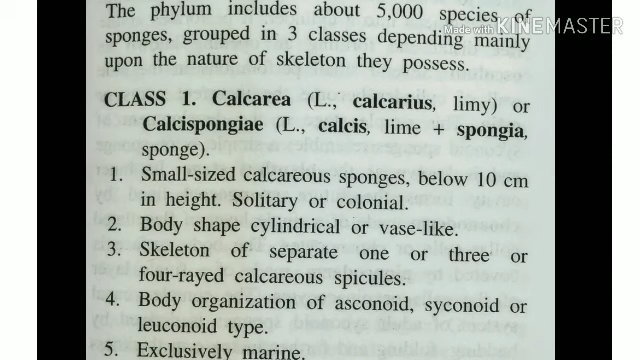 The phylum includes about 5,000 species of
sponges, grouped in 3 classes depending mainly
upon the nature of skeleton they possess.
Made with KINEMASTER
CLASS 1. Calcarea (L., calcarius, limy) or
Calcispongiae (L., calcis, lime + spongia,
sponge).
1. Small-sized calcareous sponges, below 10 cm
in height. Solitary or colonial.
2. Body shape cylindrical or vase-like.
3. Skeleton of separate one or three or
four-rayed calcareous spicules.
4. Body organization of asconoid, syconoid or
leuconoid type.
5. Exclusively marine.